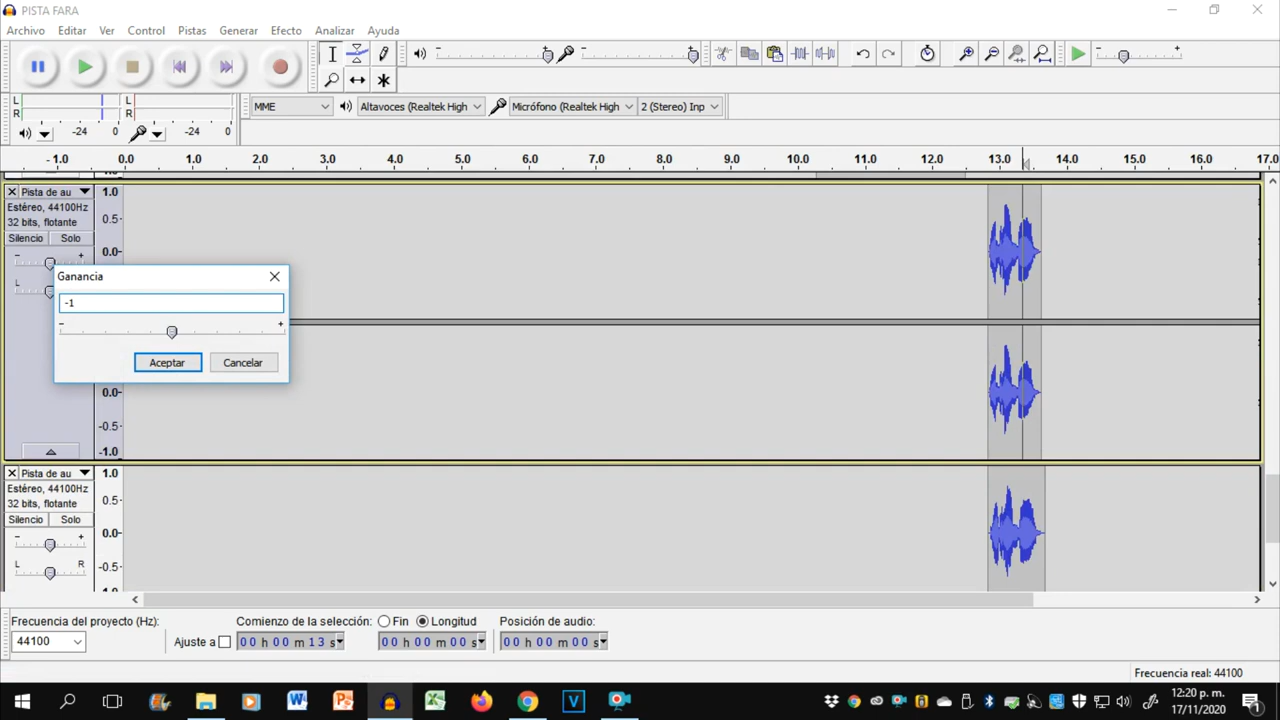 PISTA FARA
Archivo Editar Ver Control Pistas Generar Efecto Analizar Ayuda
L
R
-24 0
L
R
-24 0
MME
Altavoces (Realtek High
Micrófono (Realtek High
2 (Stereo) Inp
- 1.0 0.0 1.0 2.0 3.0 4.0 5.0 6.0 7.0 8.0 9.0 10.0 11.0 12.0 13.0 14.0 15.0 16.0 17.0
Pista de au
Estéreo, 44100Hz
32 bits, flotante
Silencio Solo
- +
L
1.0
0.5
0.0
Ganancia
-1
- +
Aceptar Cancelar
0.0
-0.5
-1.0
Pista de au
Estéreo, 44100Hz
32 bits, flotante
Silencio Solo
- +
L R
1.0
0.5
0.0
-0.5
Frecuencia del proyecto (Hz):
44100
Ajuste a
Comienzo de la selección:
00 h 00 m 13 s
Fin Longitud
00 h 00 m 00 s
Posición de audio:
00 h 00 m 00 s
Frecuencia real: 44100
12:20 p. m.
17/11/2020